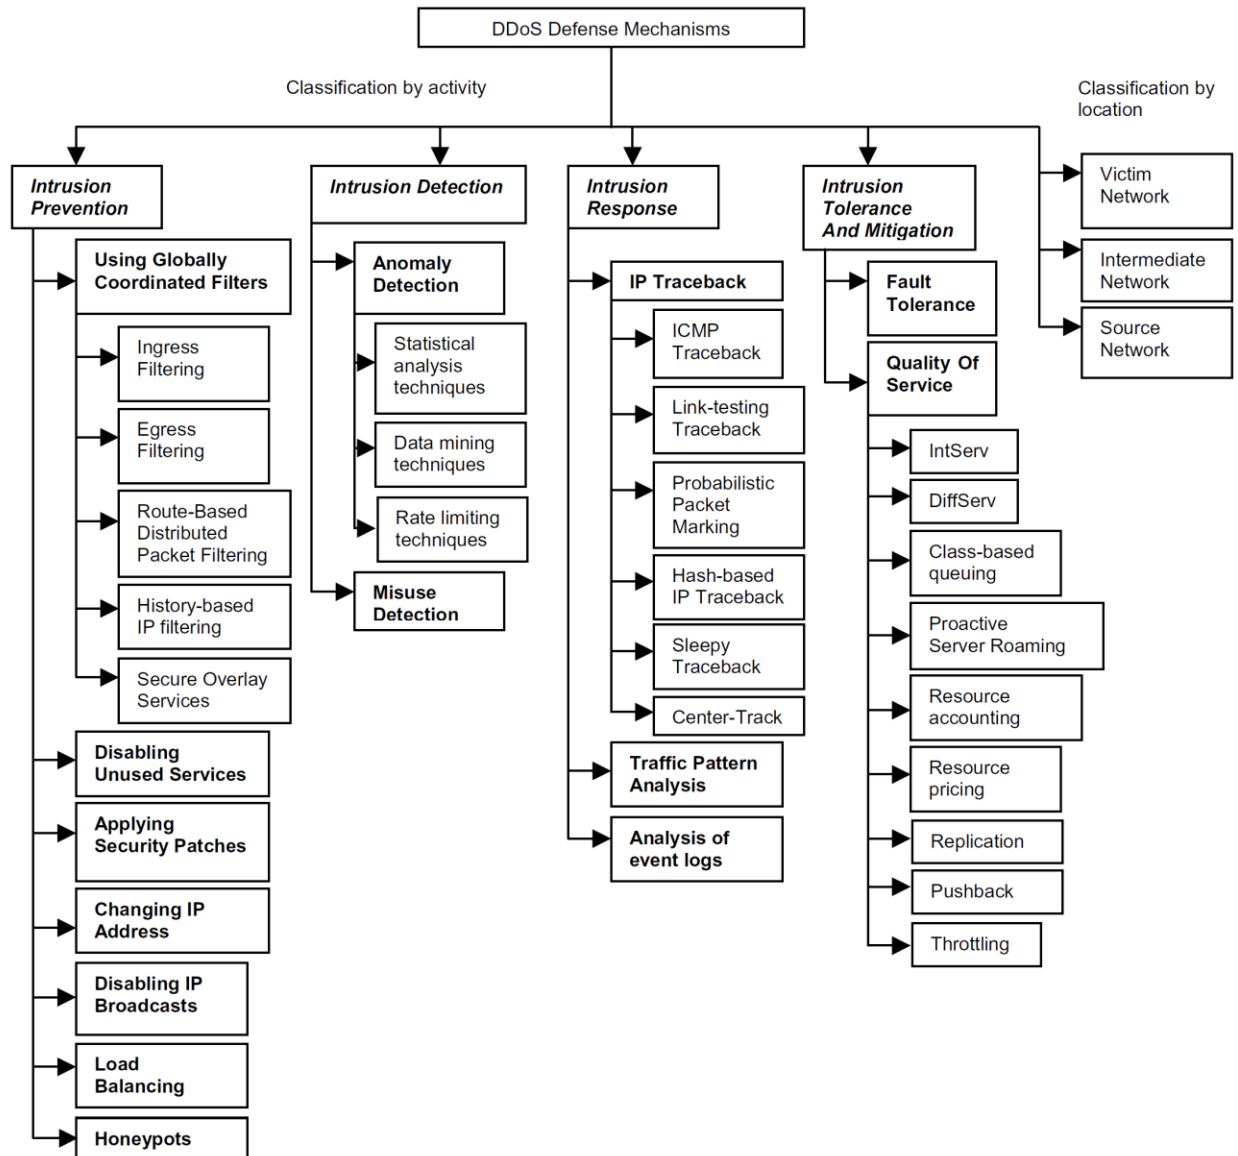 DDoS Defense Mechanisms
Classification by activity
Classification by
location
Intrusion
Prevention
Using Globally
Coordinated Filters
Ingress
Filtering
Egress
Filtering
Route-Based
Distributed
Packet Filtering
History-based
IP filtering
Secure Overlay
Services
Disabling
Unused Services
Applying
Security Patches
Changing IP
Address
Disabling IP
Broadcasts
Load
Balancing
Honeypots
Intrusion Detection
Anomaly
Detection
Statistical
analysis
techniques
Data mining
techniques
Rate limiting
techniques
Misuse
Detection
Intrusion
Response
IP Traceback
ICMP
Traceback
Link-testing
Traceback
Probabilistic
Packet
Marking
Hash-based
IP Traceback
Sleepy
Traceback
Center-Track
Traffic Pattern
Analysis
Analysis of
event logs
Intrusion
Tolerance
And Mitigation
Fault
Tolerance
Quality Of
Service
IntServ
DiffServ
Class-based
queuing
Proactive
Server Roaming
Resource
accounting
Resource
pricing
Replication
Pushback
Throttling
Victim
Network
Intermediate
Network
Source
Network